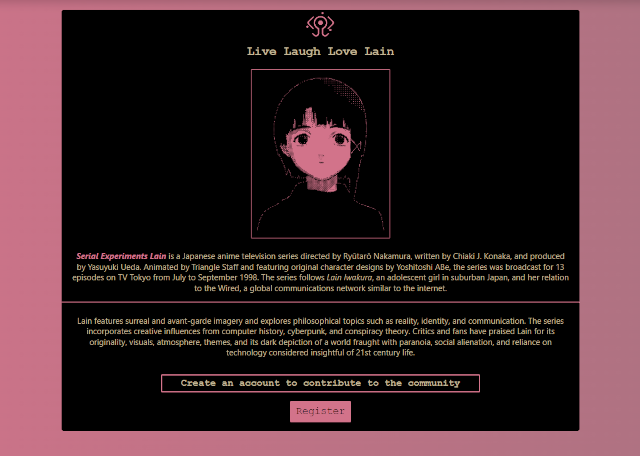 Live Laugh Love Lain
Serial Experiments Lain is a Japanese anime television series directed by Ryūtarō Nakamura, written by Chiaki J. Konaka, and produced
by Yasuyuki Ueda. Animated by Triangle Staff and featuring original character designs by Yoshitoshi ABe, the series was broadcast for 13
episodes on TV Tokyo from July to September 1998. The series follows Lain Iwakura, an adolescent girl in suburban Japan, and her relation
to the Wired, a global communications network similar to the internet.
Lain features surreal and avant-garde imagery and explores philosophical topics such as reality, identity, and communication. The series
incorporates creative influences from computer history, cyberpunk, and conspiracy theory. Critics and fans have praised Lain for its
originality, visuals, atmosphere, themes, and its dark depiction of a world fraught with paranoia, social alienation, and reliance on
technology considered insightful of 21st century life.
Create an account to contribute to the community
Register